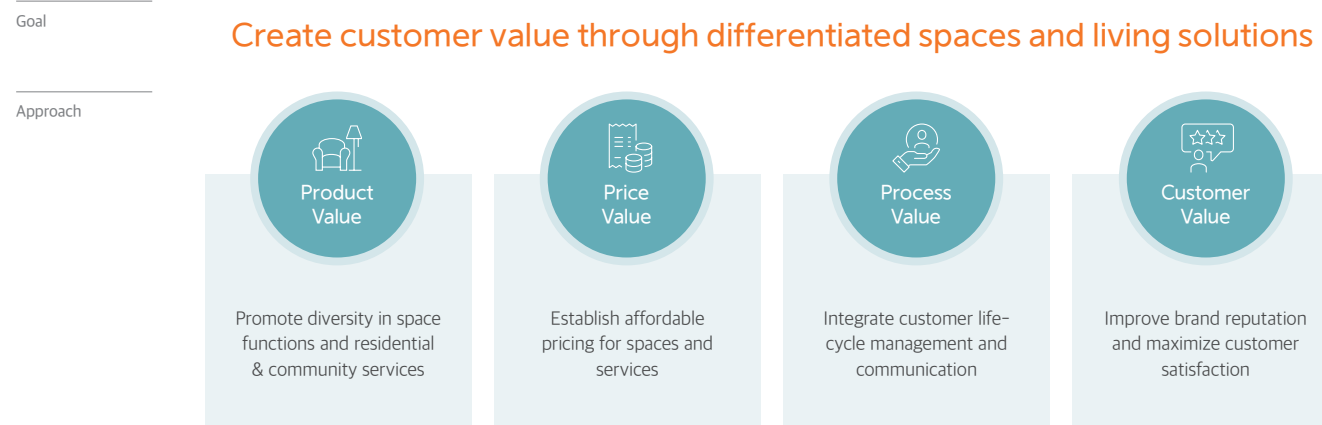 Goal
Create customer value through differentiated spaces and living solutions
Approach
Product
Value
Promote diversity in space
functions and residential
& community services
Price
Value
Establish affordable
pricing for spaces and
services
Process
Value
Integrate customer life-
cycle management and
communication
Customer
Value
Improve brand reputation
and maximize customer
satisfaction